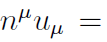 n^μ u_μ =